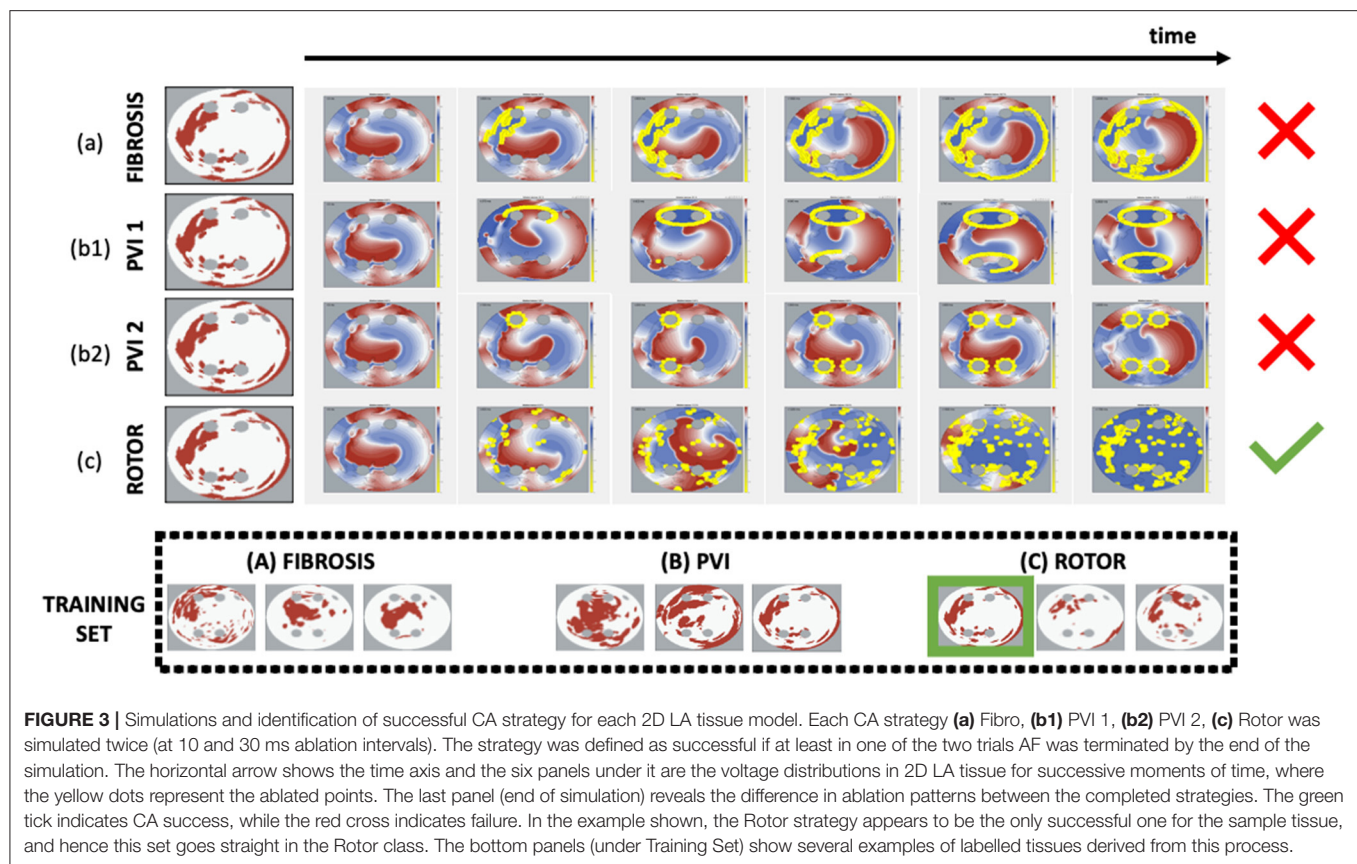 time
(a)
FIBROSIS
(b1)
PVI 1
(b2)
PVI 2
(c)
ROTOR
(A) FIBROSIS
(B) PVI
(C) ROTOR
TRAINING
SET
FIGURE 3 | Simulations and identification of successful CA strategy for each 2D LA tissue model. Each CA strategy (a) Fibro, (b1) PVI 1, (b2) PVI 2, (c) Rotor was
simulated twice (at 10 and 30 ms ablation intervals). The strategy was defined as successful if at least in one of the two trials AF was terminated by the end of the
simulation. The horizontal arrow shows the time axis and the six panels under it are the voltage distributions in 2D LA tissue for successive moments of time, where
the yellow dots represent the ablated points. The last panel (end of simulation) reveals the difference in ablation patterns between the completed strategies. The green
tick indicates CA success, while the red cross indicates failure. In the example shown, the Rotor strategy appears to be the only successful one for the sample tissue,
and hence this set goes straight in the Rotor class. The bottom panels (under Training Set) show several examples of labelled tissues derived from this process.